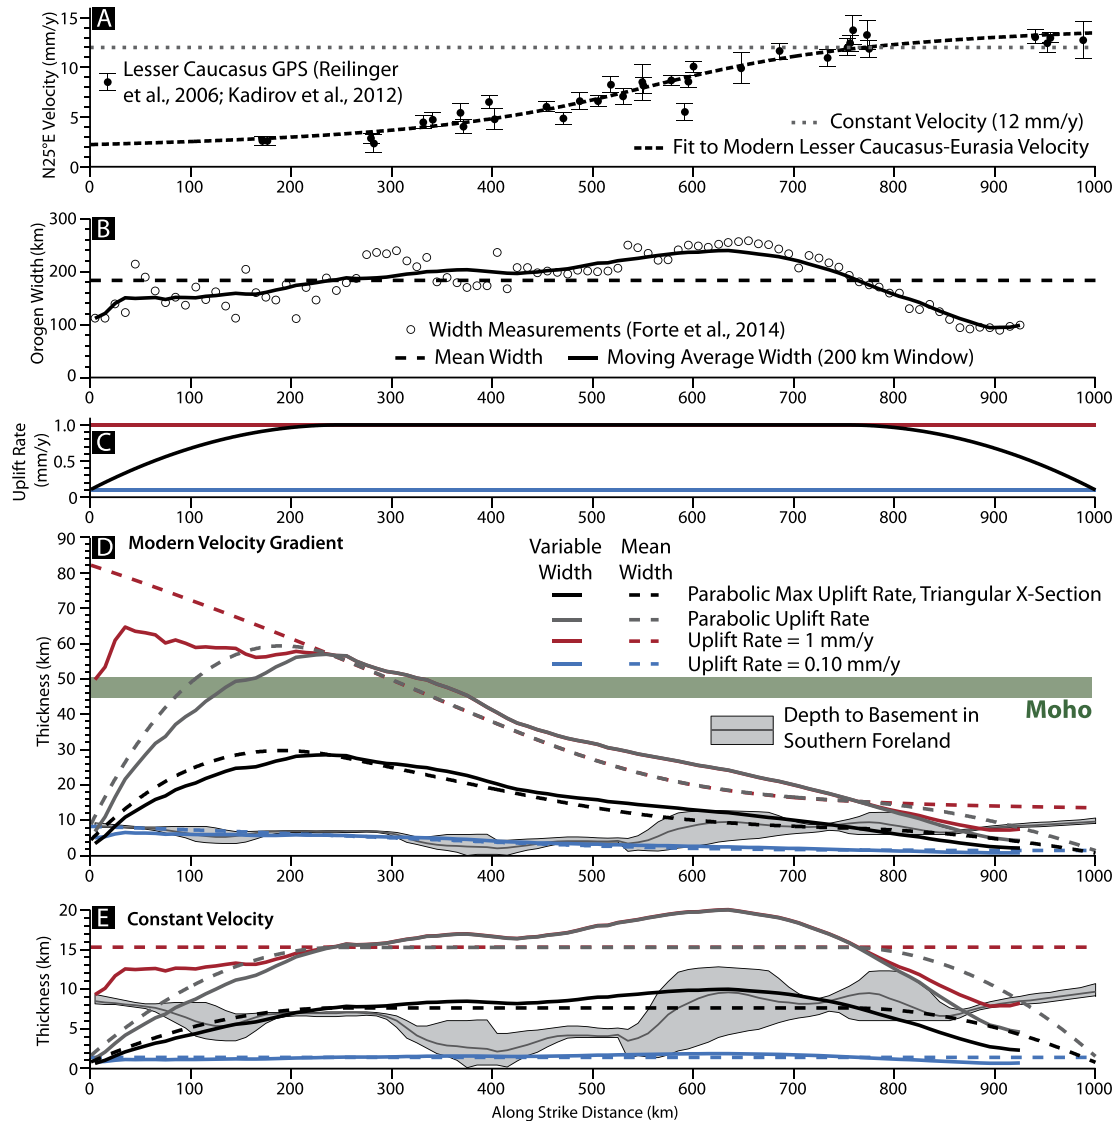 A
15
10
5
0
N25°E Velocity (mm/y)
Lesser Caucasus GPS (Reilinger
et al., 2006; Kadirov et al., 2012)
Constant Velocity (12 mm/y)
Fit to Modern Lesser Caucasus-Eurasia Velocity
0 100 200 300 400 500 600 700 800 900 1000
B
300
200
100
0
Orogen Width (km)
Width Measurements (Forte et al., 2014)
Mean Width
Moving Average Width (200 km Window)
0 100 200 300 400 500 600 700 800 900 1000
C
1.0
0.5
0
Uplift Rate
(mm/y)
0 100 200 300 400 500 600 700 800 900 1000
D
Modern Velocity Gradient
90
80
70
60
50
40
30
20
10
0
Thickness (km)
Variable
Width
Mean
Width
Parabolic Max Uplift Rate, Triangular X-Section
Parabolic Uplift Rate
Uplift Rate = 1 mm/y
Uplift Rate = 0.10 mm/y
Moho
Depth to Basement in
Southern Foreland
0 100 200 300 400 500 600 700 800 900 1000
E
Constant Velocity
20
15
10
5
0
Thickness (km)
0 100 200 300 400 500 600 700 800 900 1000
Along Strike Distance (km)